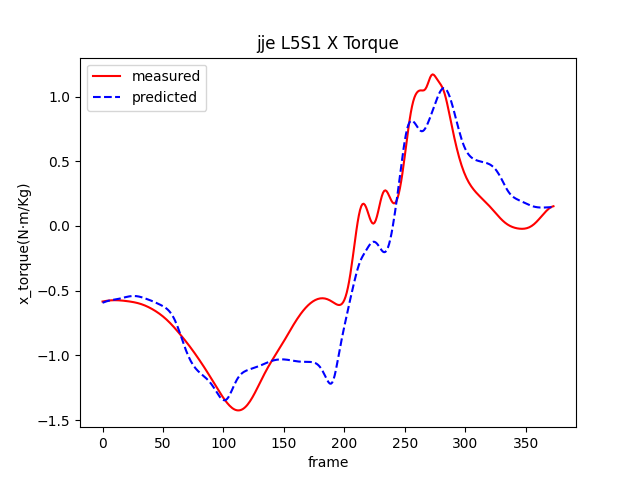 jje L5S1 X Torque
measured
predicted
x_torque(N·m/Kg)
1.0
0.5
0.0
−0.5
−1.0
−1.5
0 50 100 150 200 250 300 350
frame